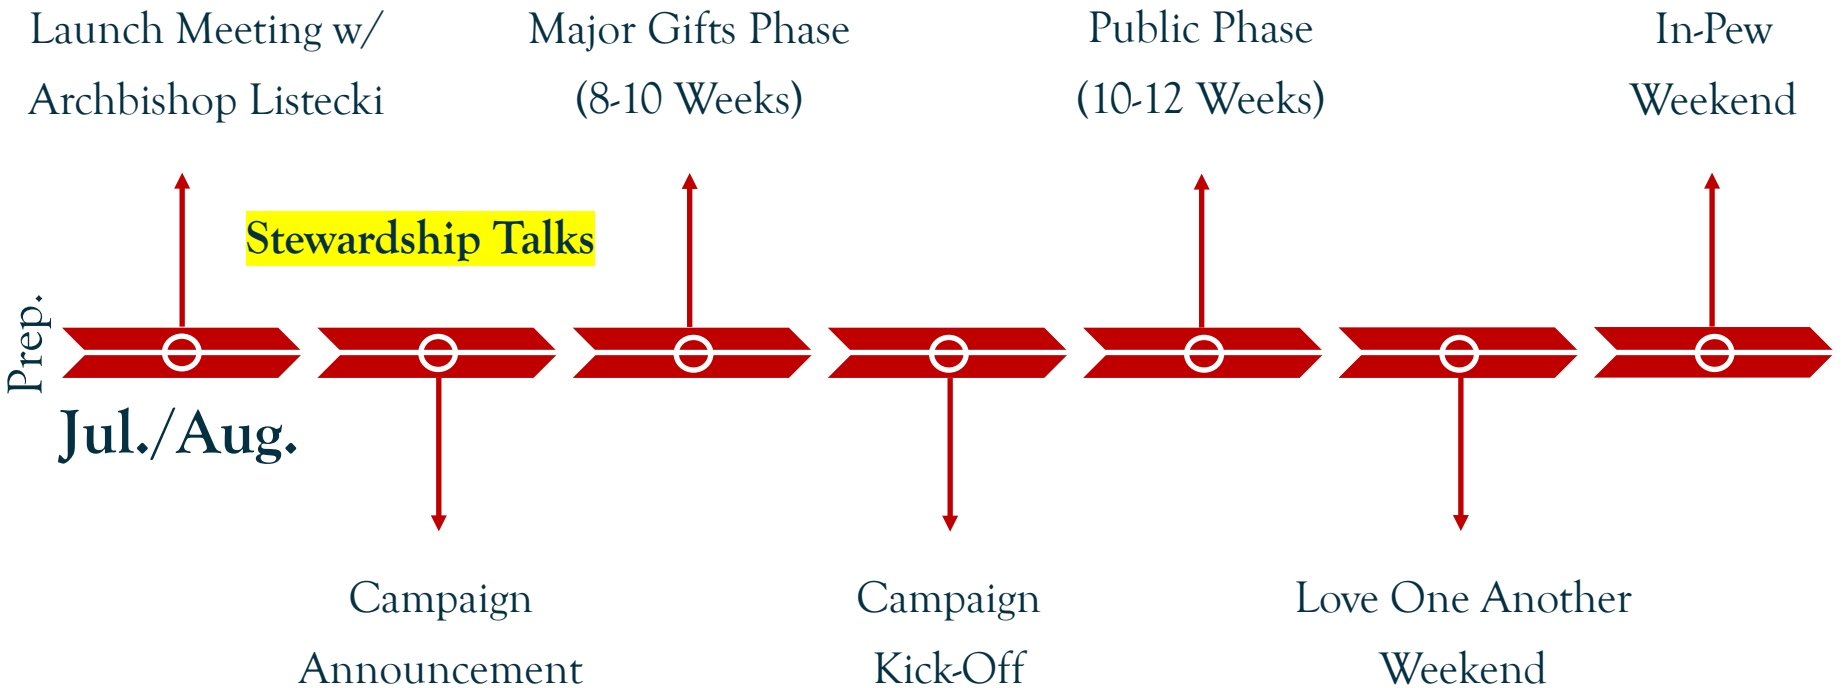 Launch Meeting w/
Archbishop Listecki
Major Gifts Phase
(8-10 Weeks)
Public Phase
(10-12 Weeks)
In-Pew
Weekend
Stewardship Talks
Prep.
Jul./Aug.
Campaign
Announcement
Campaign
Kick-Off
Love One Another
Weekend